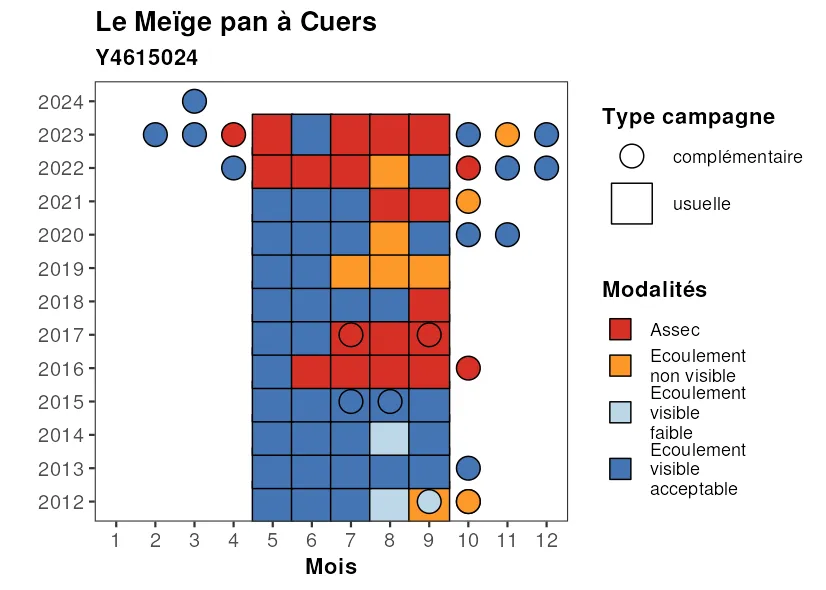 Le Meïge pan à Cuers
Y4615024
2024
2023
2022
2021
2020
2019
2018
2017
2016
2015
2014
2013
2012
1 2 3 4 5 6 7 8 9 10 11 12
Mois
Type campagne
complémentaire
usuelle
Modalités
Assec
Ecoulement
non visible
Ecoulement
visible
faible
Ecoulement
visible
acceptable